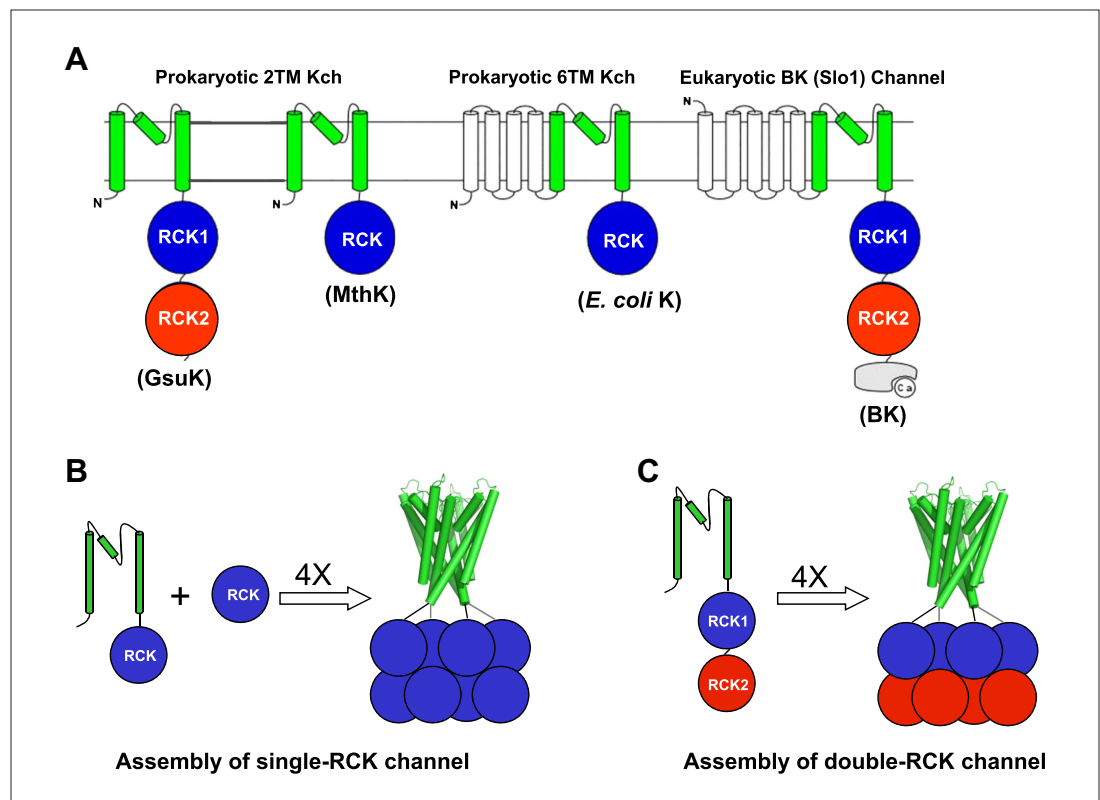 A
Prokaryotic 2TM Kch
Prokaryotic 6TM Kch
Eukaryotic BK (Slo1) Channel
N
N
N
N
RCK1
RCK
RCK
RCK1
RCK2
(MthK)
(E. coli K)
RCK2
(GsuK)
Ca
(BK)
B
RCK
+
RCK
4X
Assembly of single-RCK channel
C
RCK1
RCK2
4X
Assembly of double-RCK channel